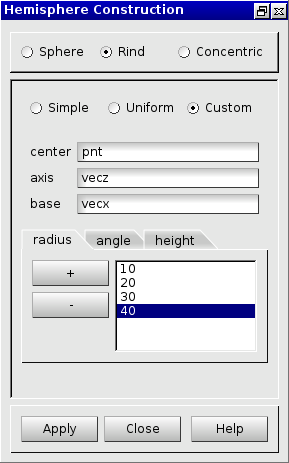 Hemisphere Construction
Sphere Rind Concentric
Simple Uniform Custom
center pnt
axis vecz
base vecx
radius angle height
+
-
10
20
30
40
Apply Close Help